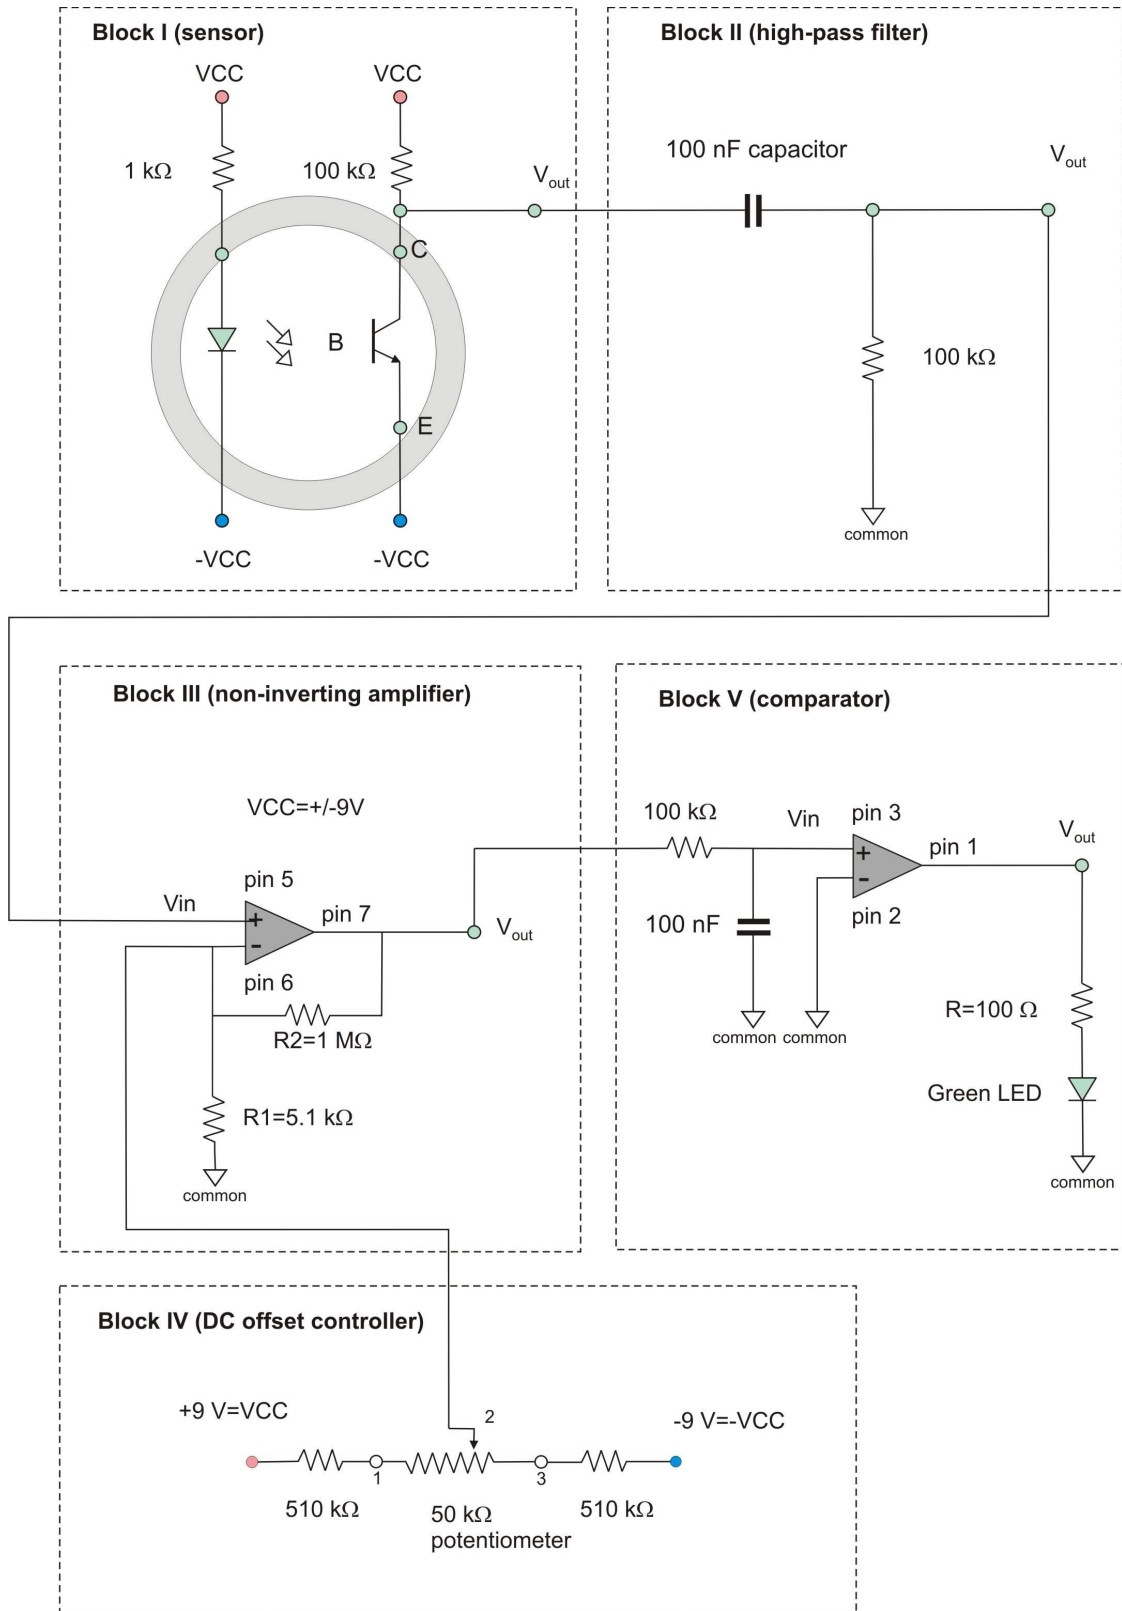 Block I (sensor)
VCC
VCC
1 kΩ
100 kΩ
Vout
C
B
E
-VCC
-VCC
Block II (high-pass filter)
100 nF capacitor
Vout
100 kΩ
common
Block III (non-inverting amplifier)
VCC=+/-9V
pin 5
Vin
pin 7
+
-
Vout
pin 6
R2=1 MΩ
R1=5.1 kΩ
common
Block V (comparator)
100 kΩ
Vin
pin 3
Vout
pin 1
+
-
pin 2
100 nF
R=100 Ω
common
common
Green LED
common
Block IV (DC offset controller)
+9 V=VCC
2
-9 V=-VCC
1
3
510 kΩ
50 kΩ
potentiometer
510 kΩ